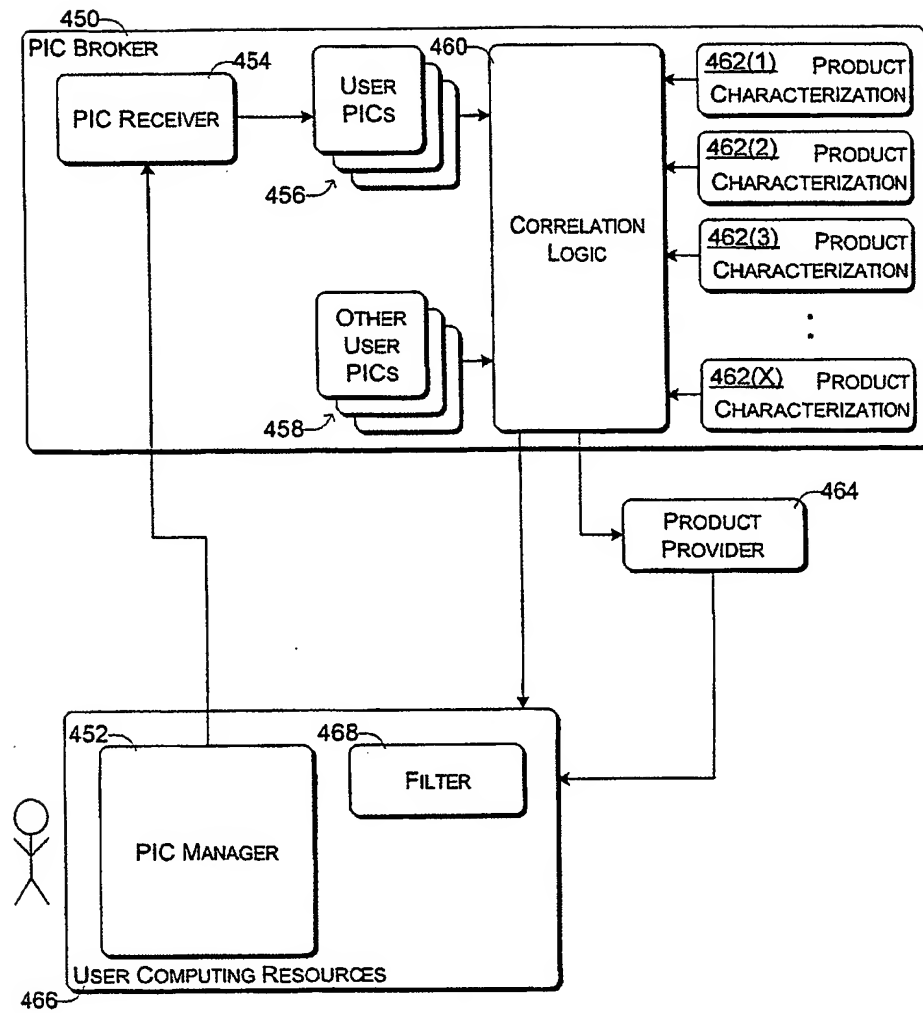 450
PIC BROKER
454
PIC RECEIVER
USER
PICS
456
OTHER
USER
PICS
458
460
CORRELATION
LOGIC
462(1) PRODUCT
CHARACTERIZATION
462(2) PRODUCT
CHARACTERIZATION
462(3) PRODUCT
CHARACTERIZATION
462(X) PRODUCT
CHARACTERIZATION
464
PRODUCT
PROVIDER
452
PIC MANAGER
468
FILTER
USER COMPUTING RESOURCES
466